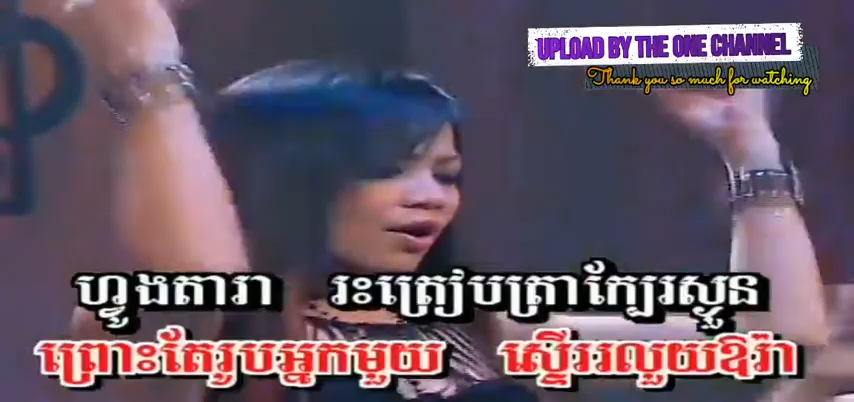 UPLOAD BY THE ONE CHANNEL
Thank you so much for watching
ហ្វូងតារា រះត្រៀបត្រាក្បែរស្ងួន
ព្រោះតែរូបអ្នកមួយ ស្ទើររលួយឱរ៉ា